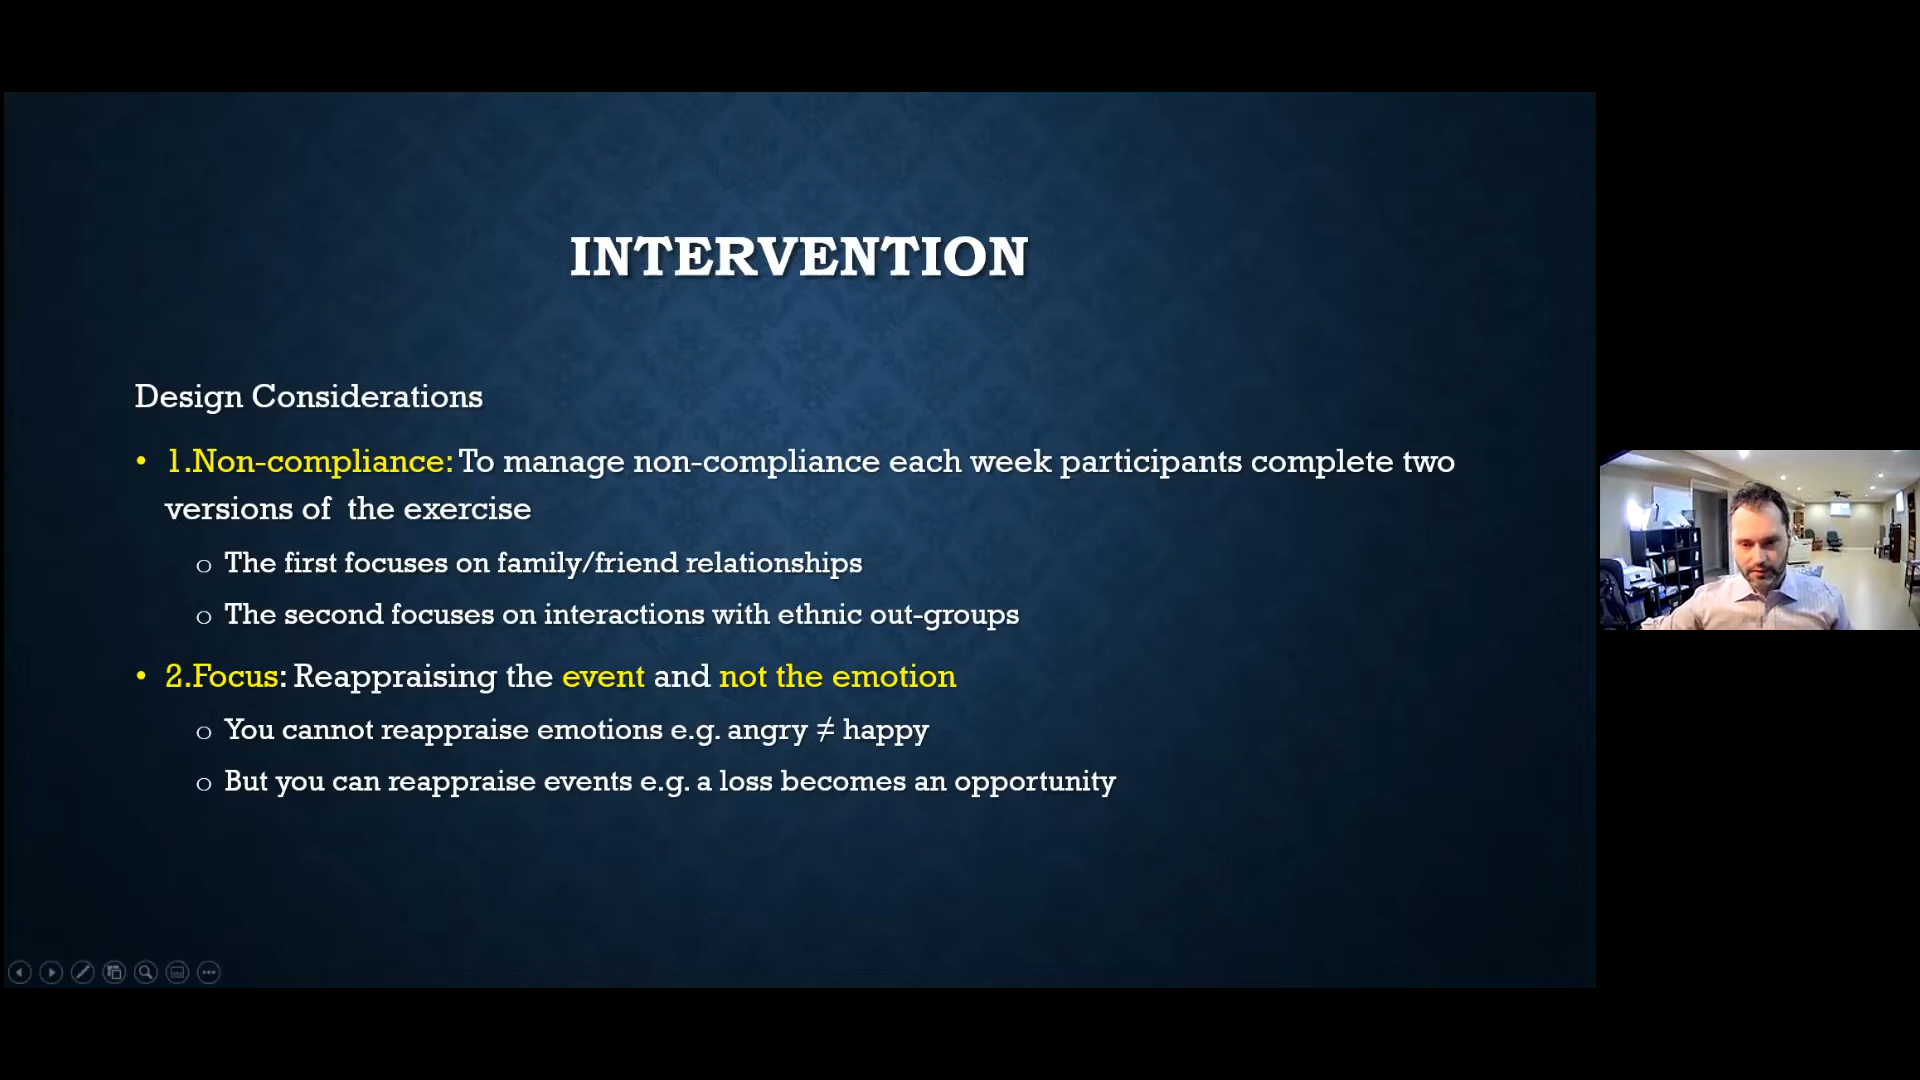 INTERVENTION
Design Considerations
• 1.Non-compliance: To manage non-compliance each week participants complete two
versions of  the exercise
o The first focuses on family/friend relationships
o The second focuses on interactions with ethnic out-groups
• 2.Focus: Reappraising the event and not the emotion
o You cannot reappraise emotions e.g. angry ≠ happy
o But you can reappraise events e.g. a loss becomes an opportunity